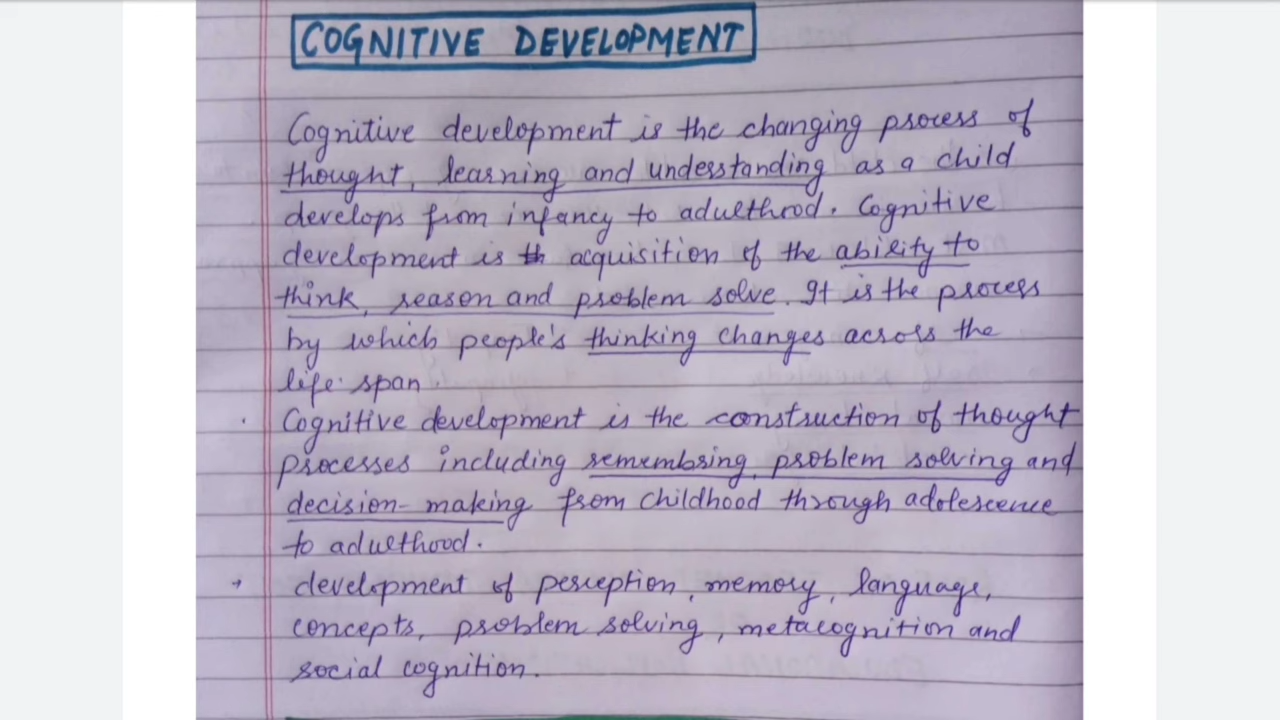 COGNITIVE DEVELOPMENT
Cognitive development is the changing process of
thought, learning and understanding as a child
develops from infancy to adulthood. Cognitive
development is acquisition of the ability to
think, reason and problem solve. It is the process
by which people's thinking changes across the
life span.
Cognitive development is the construction of thought
processes including remembring, problem solving and
decision-making from childhood through adolescence
to adulthood.
development of perception, memory, language,
concepts, problem solving, metacognition and
social cognition.